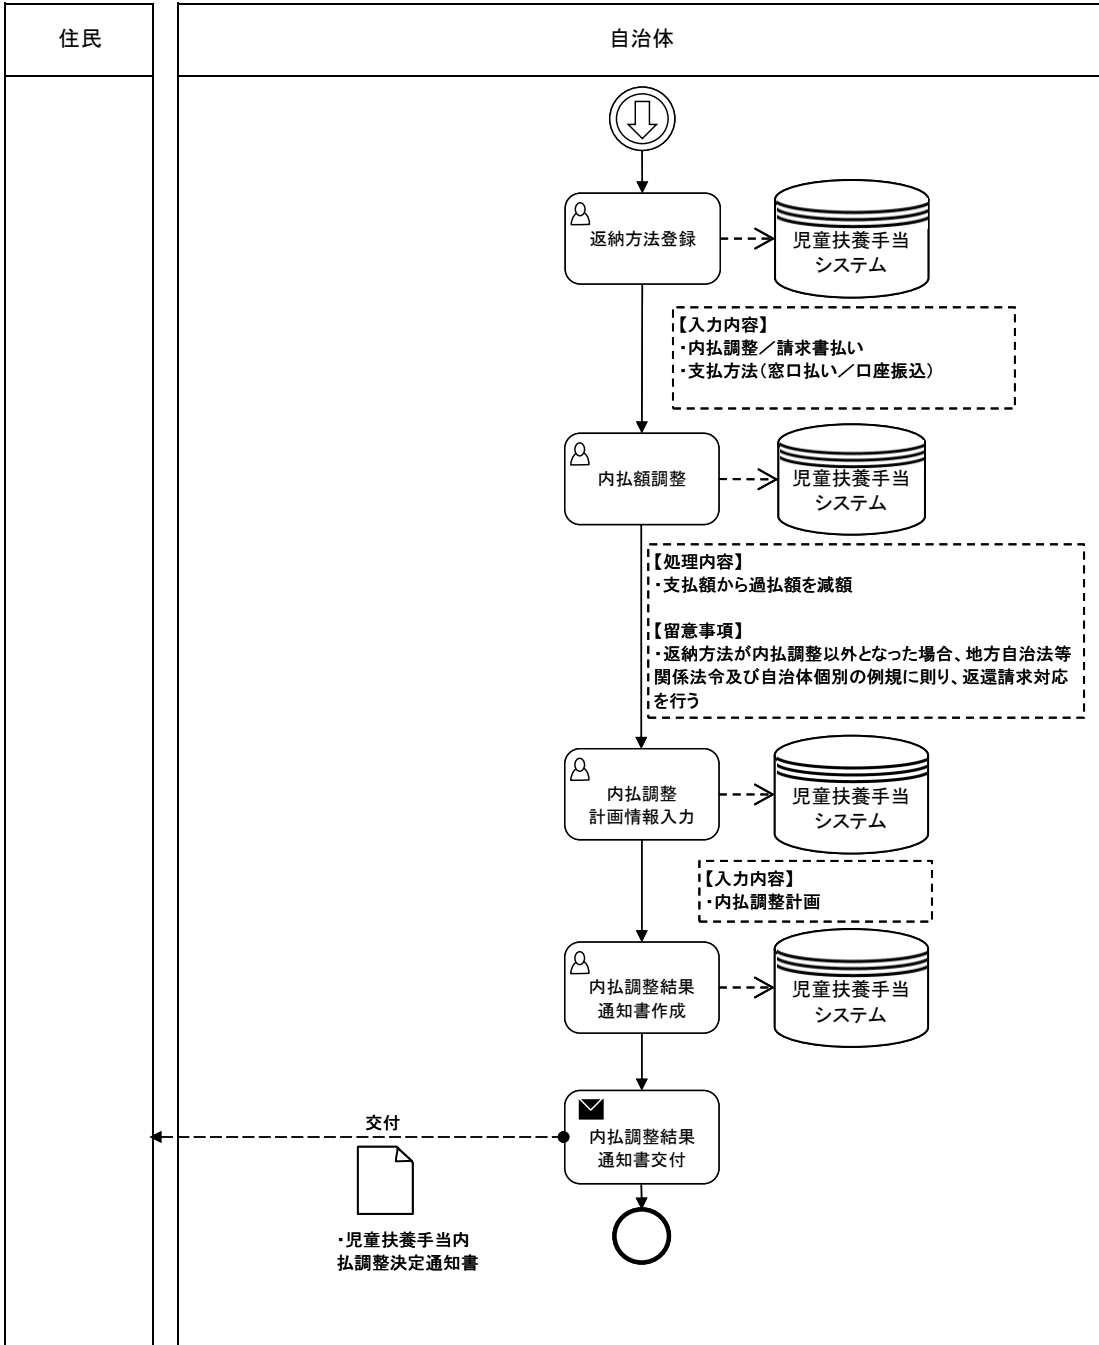 住民
自治体
返納方法登録
児童扶養手当
システム
【入力内容】
・内払調整／請求書払い
・支払方法（窓口払い／口座振込）
内払額調整
児童扶養手当
システム
【処理内容】
・支払額から過払額を減額
【留意事項】
・返納方法が内払調整以外となった場合、地方自治法等
関係法令及び自治体個別の例規に則り、返還請求対応
を行う
内払調整
計画情報入力
児童扶養手当
システム
【入力内容】
・内払調整計画
内払調整結果
通知書作成
児童扶養手当
システム
交付
内払調整結果
通知書交付
・児童扶養手当内
払調整決定通知書